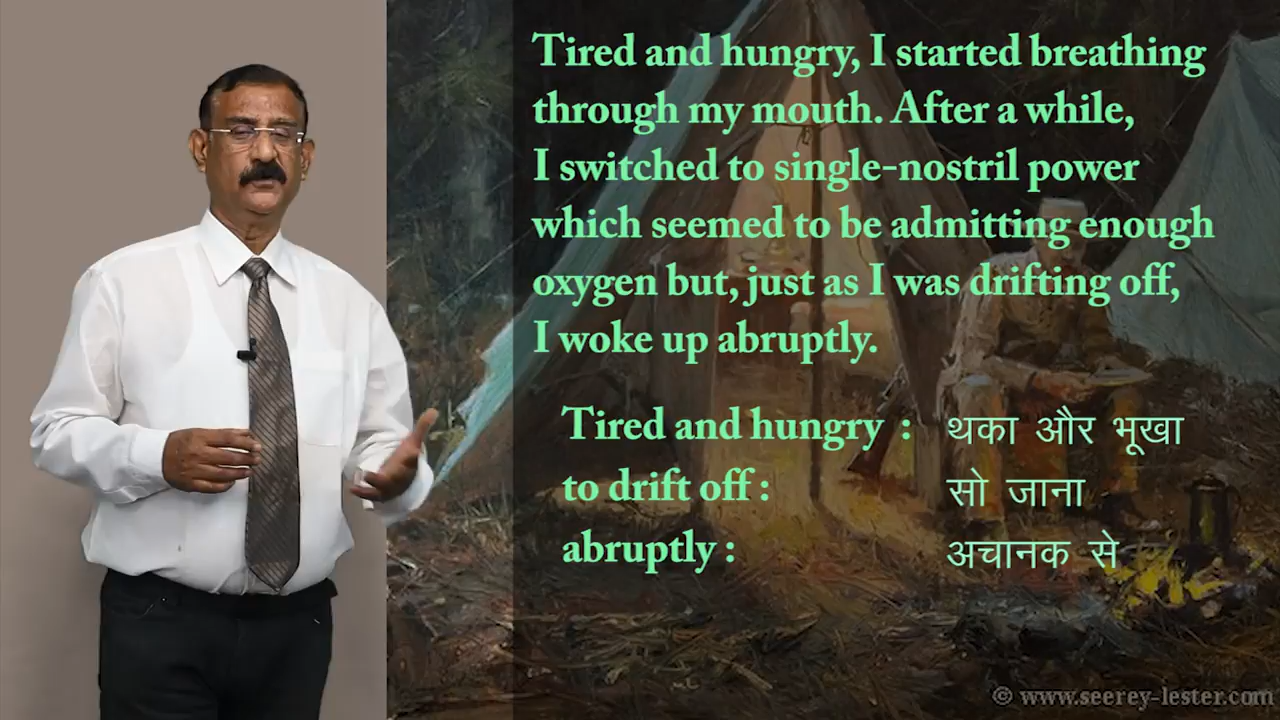 Tired and hungry, I started breathing
through my mouth. After a while,
I switched to single-nostril power
which seemed to be admitting enough
oxygen but, just as I was drifting off,
I woke up abruptly.
Tired and hungry : थका और भूखा
to drift off : सो जाना
abruptly : अचानक से
© www.seerey-lester.com